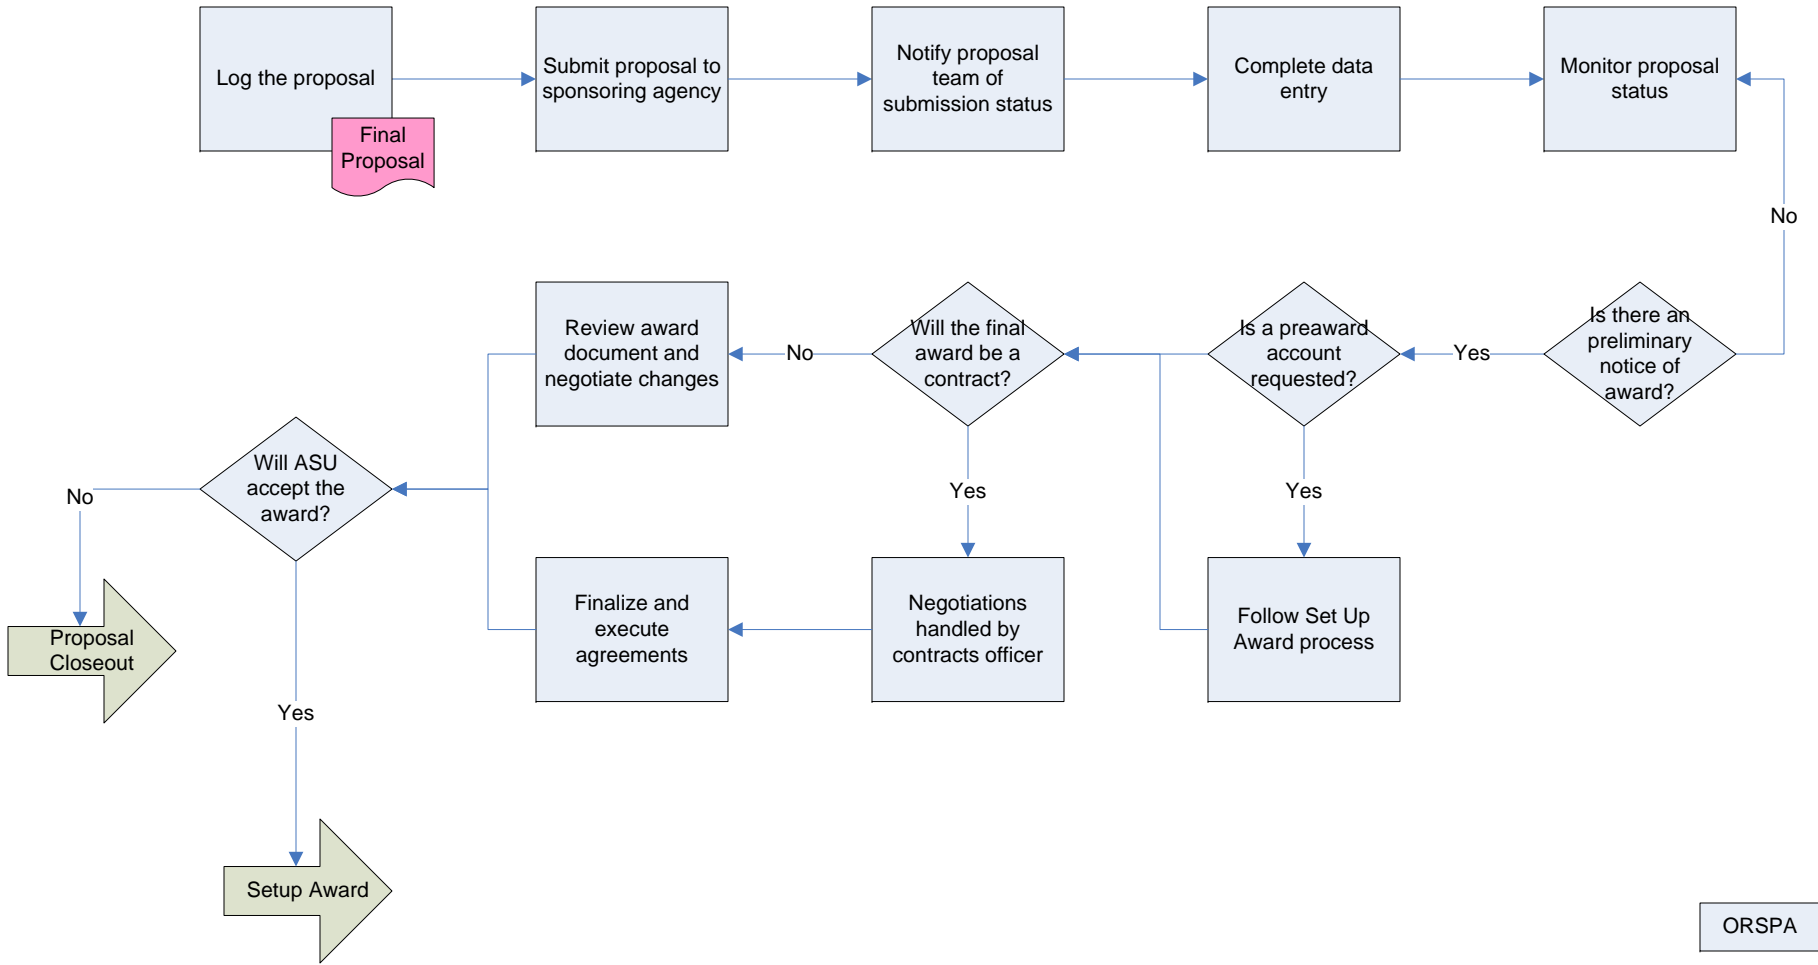 Log the proposal
Final
Proposal
Submit proposal to
sponsoring agency
Notify proposal
team of
submission status
Complete data
entry
Monitor proposal
status
No
Is there an
preliminary
notice of
award?
Yes
Is a preaward
account
requested?
Yes
Follow Set Up
Award process
Will the final
award be a
contract?
No
Review award
document and
negotiate changes
Yes
Negotiations
handled by
contracts officer
Finalize and
execute
agreements
Will ASU
accept the
award?
No
Proposal
Closeout
Yes
Setup Award
ORSPA